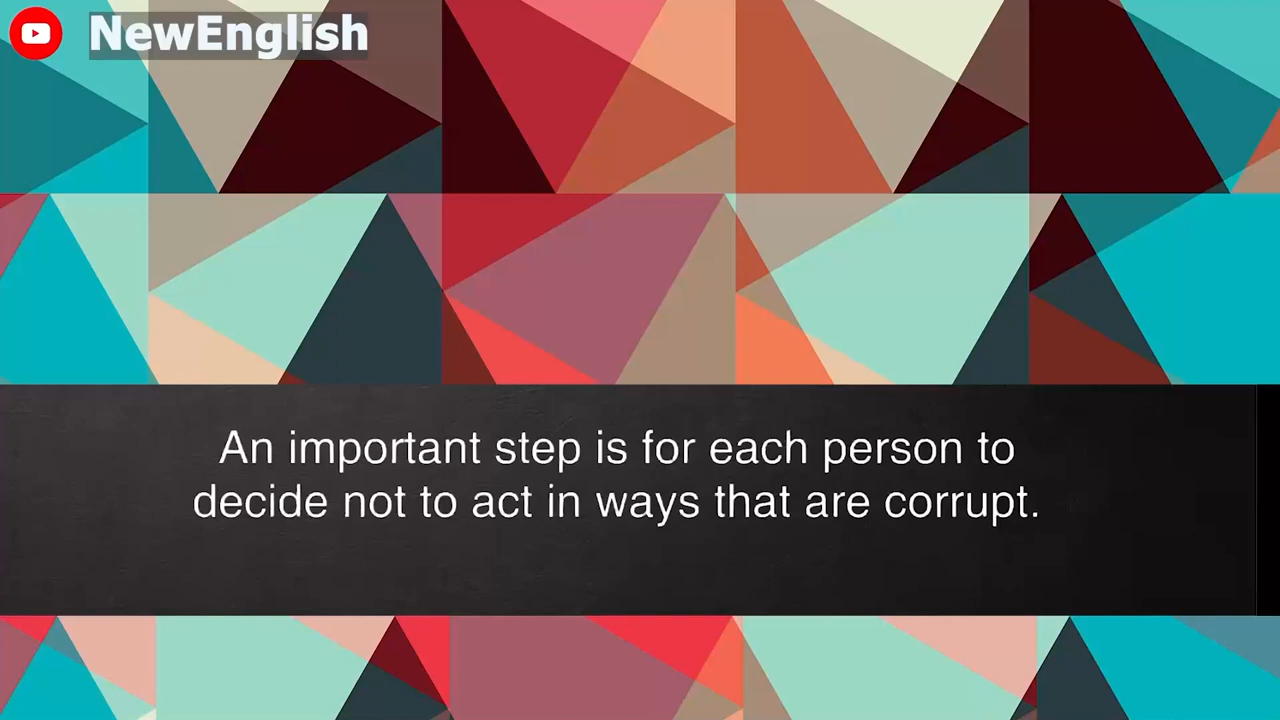 NewEnglish
An important step is for each person to
decide not to act in ways that are corrupt.